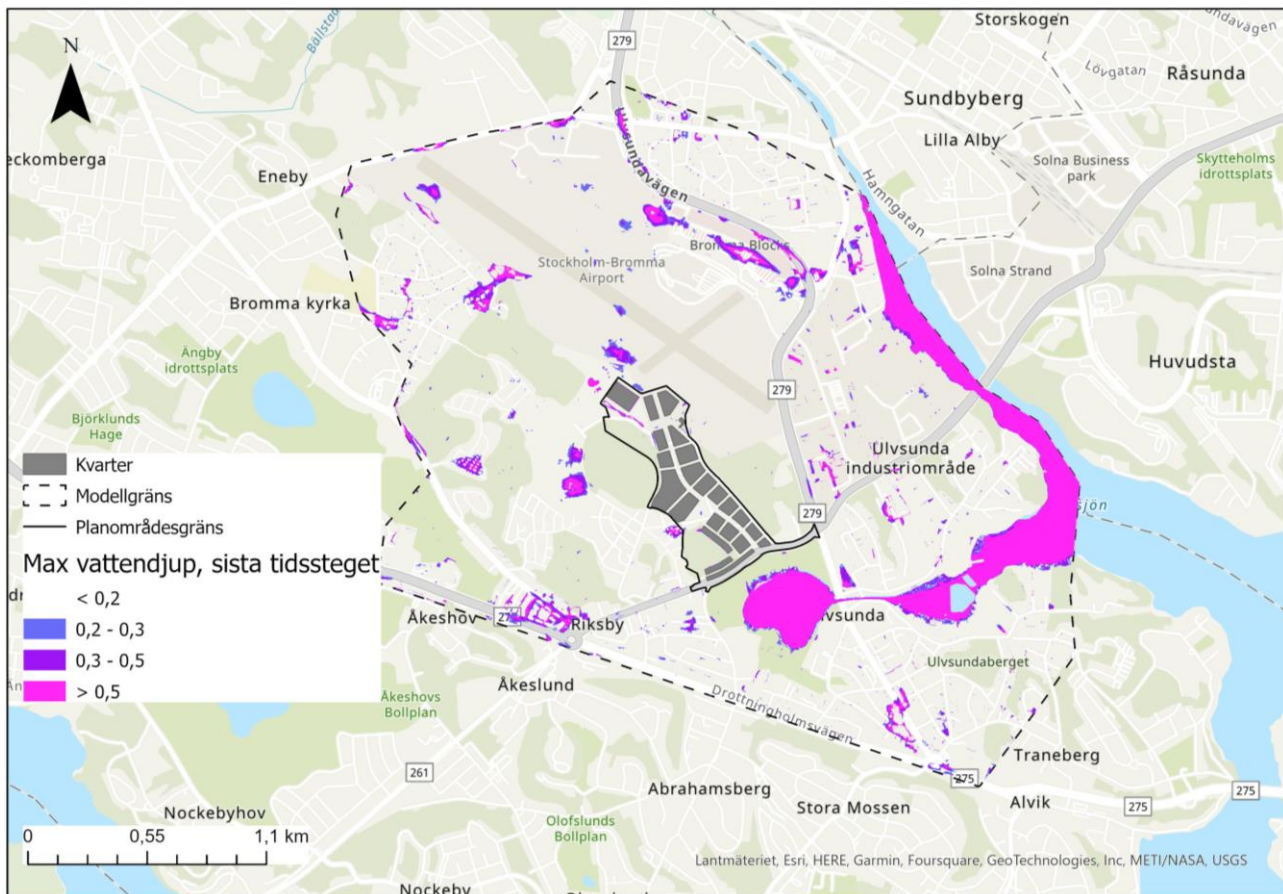 Storskogen
279
N
Bällstaå
Lövgatan
Råsunda
Sundbyberg
Lilla Alby
Solna Business
park
Skytteholms
idrottsplats
eckomberga
Eneby
Ulvsundavägen
Hamngatan
Bromma Blocks
Stockholm-Bromma
Airport
Solna Strand
Bromma kyrka
Ängby
idrottsplats
Huvudsta
279
Björklunds
Hage
Ulvsunda
industriområde
Kvarter
Modellgräns
279
sjön
Planområdesgräns
Max vattendjup, sista tidssteget
< 0,2
0,2 - 0,3
0,3 - 0,5
> 0,5
Åkeshov
Riksby
lvsunda
Ulvsundaberget
Åkeslund
Åkeshovs
Bollplan
Drottningholmsvägen
Traneberg
261
275
Abrahamsberg
Stora Mossen
Alvik
275
275
Nockebyhov
Olofslunds
Bollplan
0
0,55
1,1 km
Lantmäteriet, Esri, HERE, Garmin, Foursquare, GeoTechnologies, Inc, METI/NASA, USGS
Nockeby